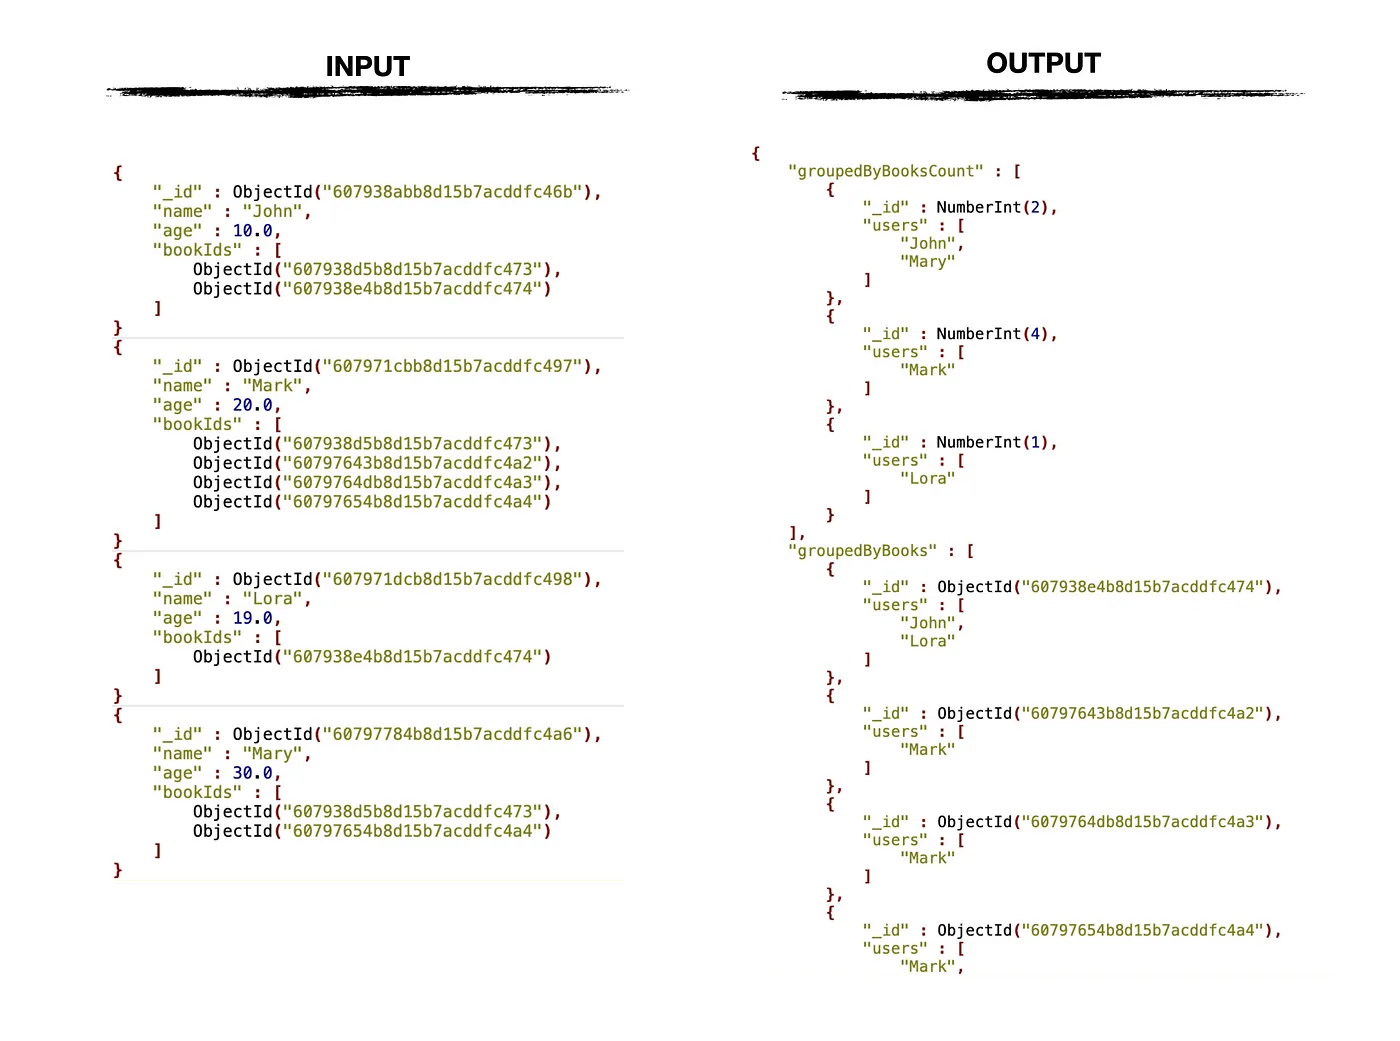 INPUT
{
"_id" : ObjectId("607938abb8d15b7acddfc46b"),
"name" : "John",
"age" : 10.0,
"bookIds" : [
ObjectId("607938d5b8d15b7acddfc473"),
ObjectId("607938e4b8d15b7acddfc474")
]
}
{
"_id" : ObjectId("607971cbb8d15b7acddfc497"),
"name" : "Mark",
"age" : 20.0,
"bookIds" : [
ObjectId("607938d5b8d15b7acddfc473"),
ObjectId("60797643b8d15b7acddfc4a2"),
ObjectId("6079764db8d15b7acddfc4a3"),
ObjectId("60797654b8d15b7acddfc4a4")
]
}
{
"_id" : ObjectId("607971dcb8d15b7acddfc498"),
"name" : "Lora",
"age" : 19.0,
"bookIds" : [
ObjectId("607938e4b8d15b7acddfc474")
]
}
{
"_id" : ObjectId("60797784b8d15b7acddfc4a6"),
"name" : "Mary",
"age" : 30.0,
"bookIds" : [
ObjectId("607938d5b8d15b7acddfc473"),
ObjectId("60797654b8d15b7acddfc4a4")
]
}
OUTPUT
{
"groupedByBooksCount" : [
{
"_id" : NumberInt(2),
"users" : [
"John",
"Mary"
]
},
{
"_id" : NumberInt(4),
"users" : [
"Mark"
]
},
{
"_id" : NumberInt(1),
"users" : [
"Lora"
]
}
],
"groupedByBooks" : [
{
"_id" : ObjectId("607938e4b8d15b7acddfc474"),
"users" : [
"John",
"Lora"
]
},
{
"_id" : ObjectId("60797643b8d15b7acddfc4a2"),
"users" : [
"Mark"
]
},
{
"_id" : ObjectId("6079764db8d15b7acddfc4a3"),
"users" : [
"Mark"
]
},
{
"_id" : ObjectId("60797654b8d15b7acddfc4a4"),
"users" : [
"Mark",